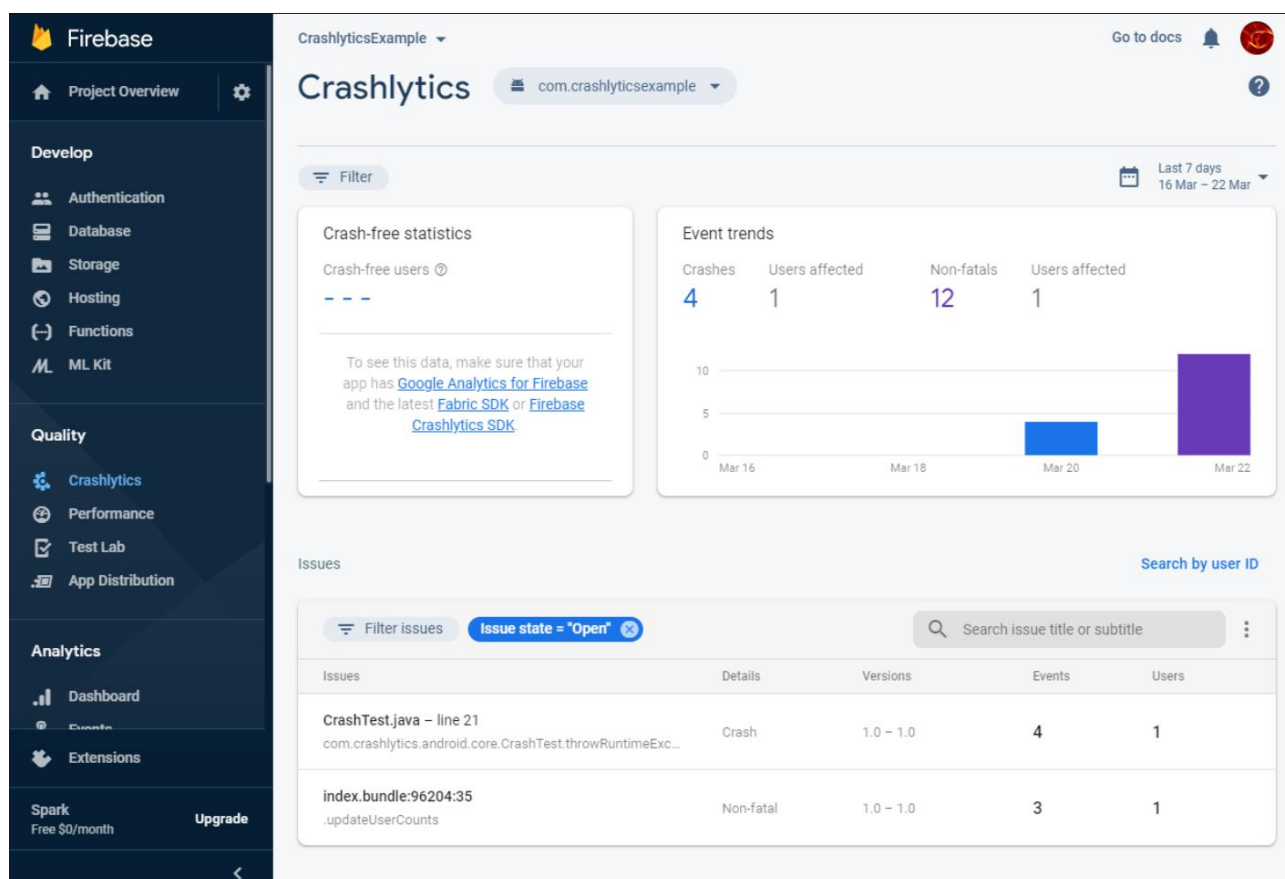 Firebase
Project Overview
Develop
Authentication
Database
Storage
Hosting
Functions
ML Kit
Quality
Crashlytics
Performance
Test Lab
App Distribution
Analytics
Dashboard
Events
Extensions
Spark
Free $0/month
Upgrade
CrashlyticsExample
Go to docs
Crashlytics
com.crashlyticsexample
Filter
Last 7 days
16 Mar – 22 Mar
Crash-free statistics
Crash-free users
- - -
To see this data, make sure that your
app has Google Analytics for Firebase
and the latest Fabric SDK or Firebase
Crashlytics SDK.
Event trends
Crashes Users affected Non-fatals Users affected
4 1 12 1
10
5
0
Mar 16 Mar 18 Mar 20 Mar 22
Issues
Search by user ID
Filter issues
Issue state = "Open"
Search issue title or subtitle
Issues Details Versions Events Users
CrashTest.java – line 21
com.crashlytics.android.core.CrashTest.throwRuntimeExc...
Crash 1.0 – 1.0 4 1
index.bundle:96204:35
.updateUserCounts
Non-fatal 1.0 – 1.0 3 1